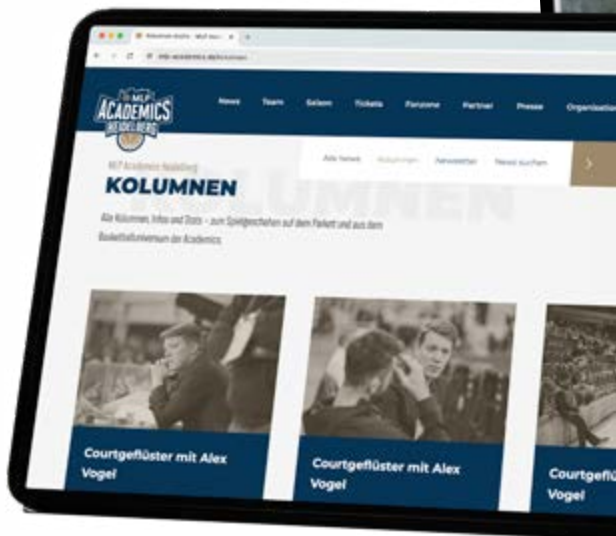 MLP
ACADEMICS
HEIDELBERG
News Team Saison Tickets Fanzone Partner Presse Organisation
Alle News Kolumnen Newsletter News suchen
MLP Academics Heidelberg
KOLUMNEN
KOLUMNEN
Alle Kolumnen, Infos und Stats – zum Spielgeschehen auf dem Parkett und aus dem
Basketballuniversum der Academics.
Courtgeflüster mit Alex
Vogel
Courtgeflüster mit Alex
Vogel
Courtgeflü
Vogel